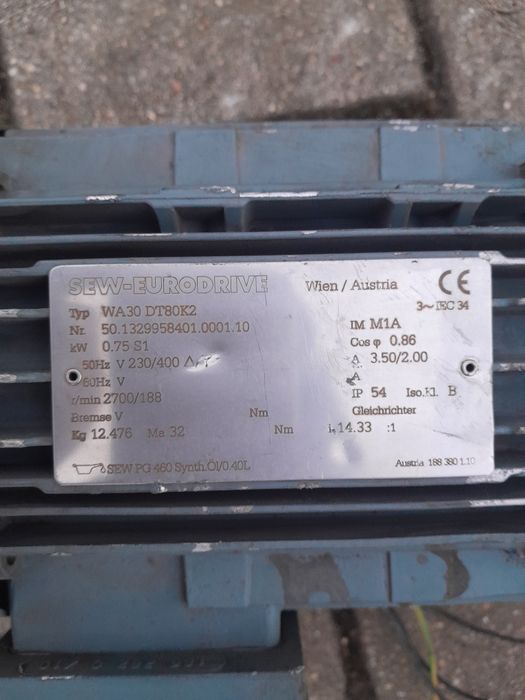 SEW-EURODRIVE Wien / Austria CE
3~IEC 34
Typ WA30 DT80K2
Nr. 50.1329958401.0001.10 IM M1A
kW 0.75 S1 Cos φ 0.86
50Hz V 230/400 Δ/Y A 3.50/2.00
60Hz V A
r/min 2700/188 IP 54 Iso.Kl. B
Bremse V Nm Gleichrichter
Kg 12.476 Ma 32 Nm i 14.33 :1
SEW PG 460 Synth.Öl/0.40L Austria 188 380 1.10